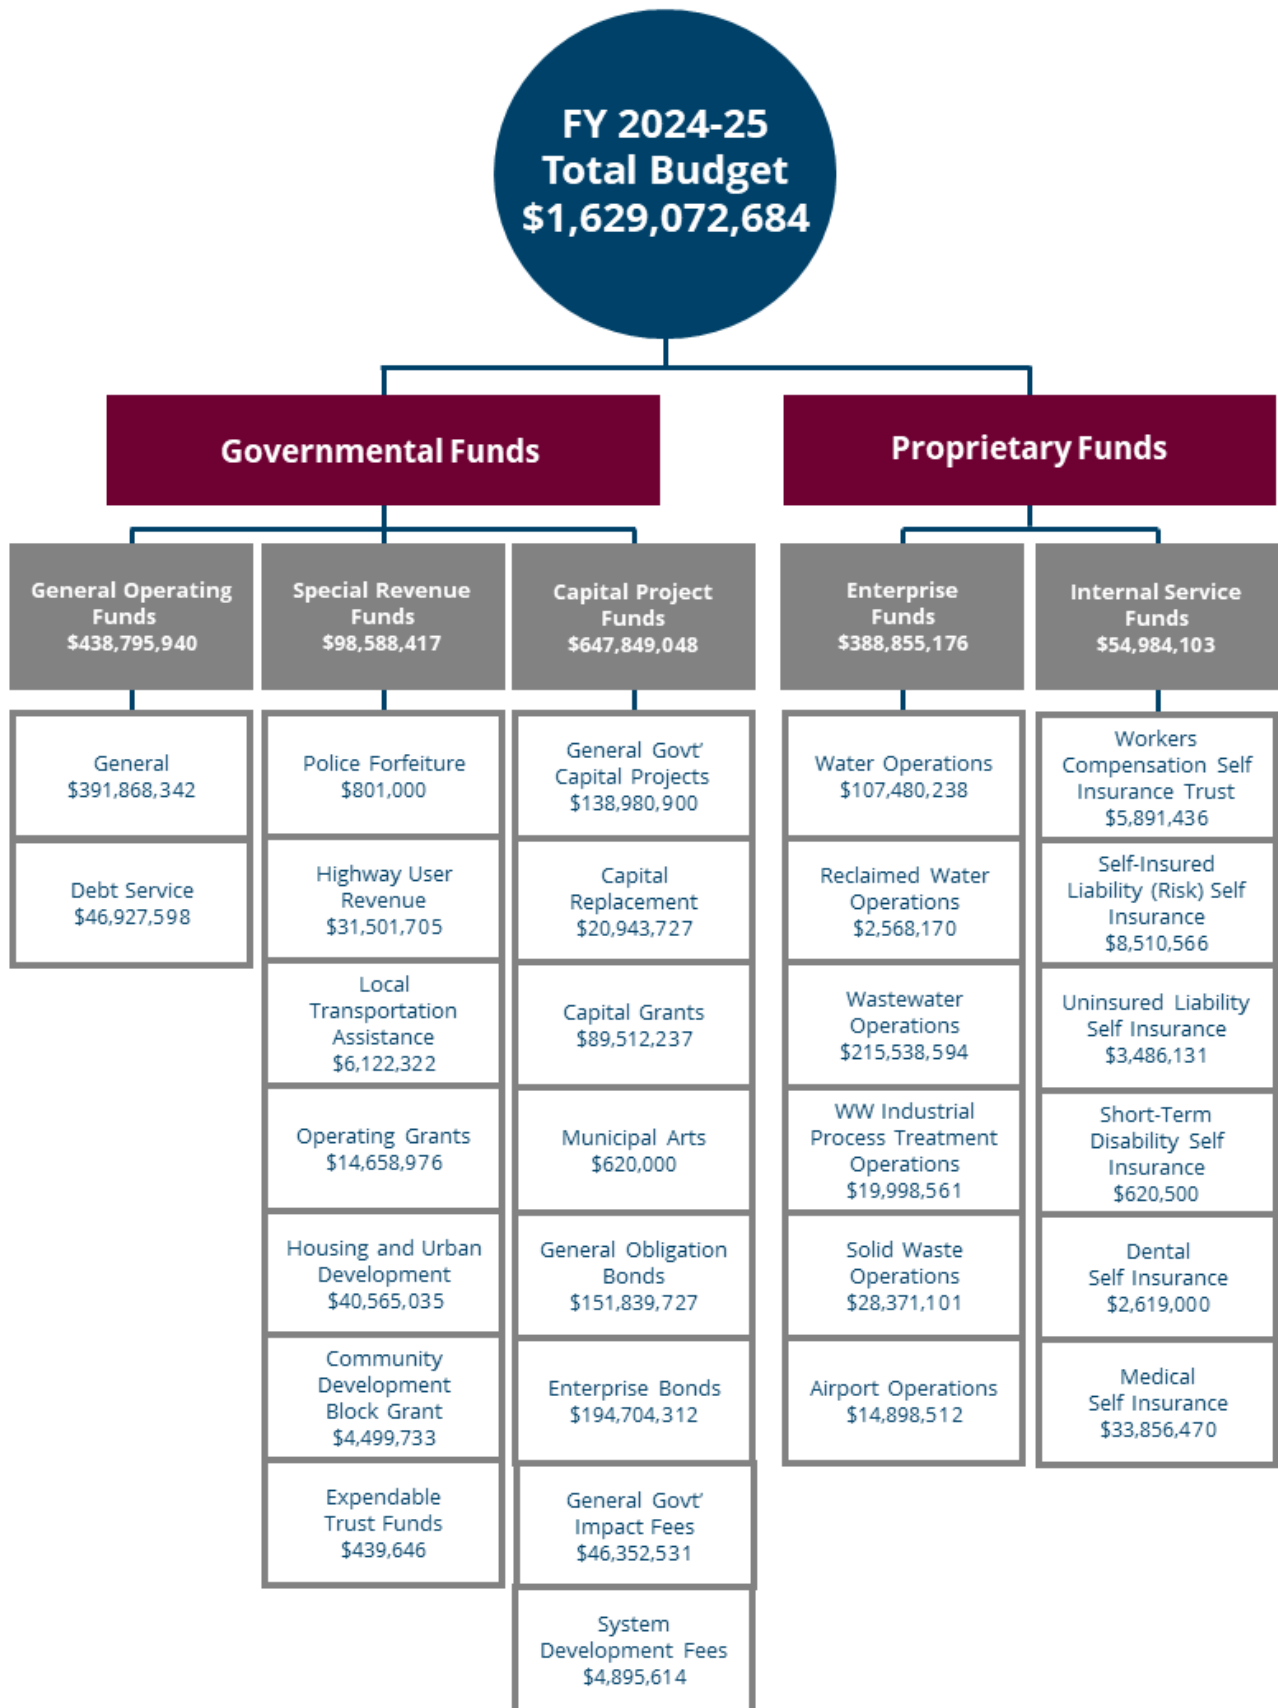 FY 2024-25
Total Budget
$1,629,072,684
Governmental Funds
Proprietary Funds
General Operating
Funds
$438,795,940
Special Revenue
Funds
$98,588,417
Capital Project
Funds
$647,849,048
Enterprise
Funds
$388,855,176
Internal Service
Funds
$54,984,103
General
$391,868,342
Debt Service
$46,927,598
Police Forfeiture
$801,000
Highway User
Revenue
$31,501,705
Local
Transportation
Assistance
$6,122,322
Operating Grants
$14,658,976
Housing and Urban
Development
$40,565,035
Community
Development
Block Grant
$4,499,733
Expendable
Trust Funds
$439,646
General Govt'
Capital Projects
$138,980,900
Capital
Replacement
$20,943,727
Capital Grants
$89,512,237
Municipal Arts
$620,000
General Obligation
Bonds
$151,839,727
Enterprise Bonds
$194,704,312
General Govt'
Impact Fees
$46,352,531
System
Development Fees
$4,895,614
Water Operations
$107,480,238
Reclaimed Water
Operations
$2,568,170
Wastewater
Operations
$215,538,594
WW Industrial
Process Treatment
Operations
$19,998,561
Solid Waste
Operations
$28,371,101
Airport Operations
$14,898,512
Workers
Compensation Self
Insurance Trust
$5,891,436
Self-Insured
Liability (Risk) Self
Insurance
$8,510,566
Uninsured Liability
Self Insurance
$3,486,131
Short-Term
Disability Self
Insurance
$620,500
Dental
Self Insurance
$2,619,000
Medical
Self Insurance
$33,856,470